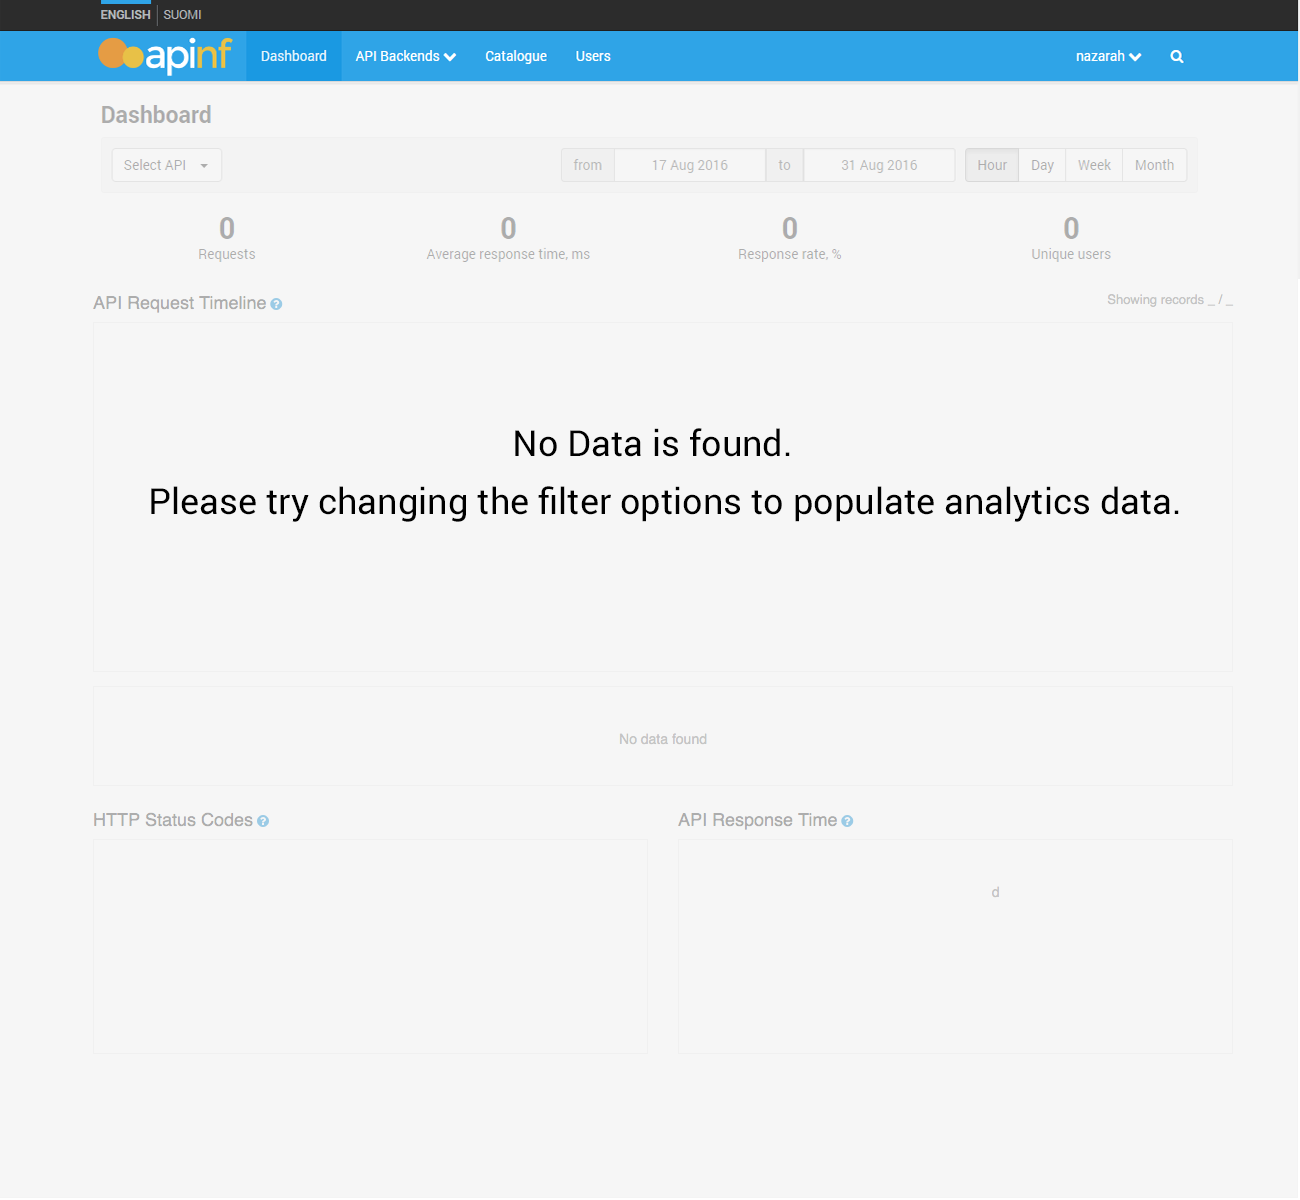 ENGLISH SUOMI
apinf Dashboard API Backends Catalogue Users nazarah
Dashboard
Select API from 17 Aug 2016 to 31 Aug 2016 Hour Day Week Month
0 0 0 0
Requests Average response time, ms Response rate, % Unique users
API Request Timeline ? Showing records _ / _
No Data is found.
Please try changing the filter options to populate analytics data.
No data found
HTTP Status Codes ? API Response Time ?
d